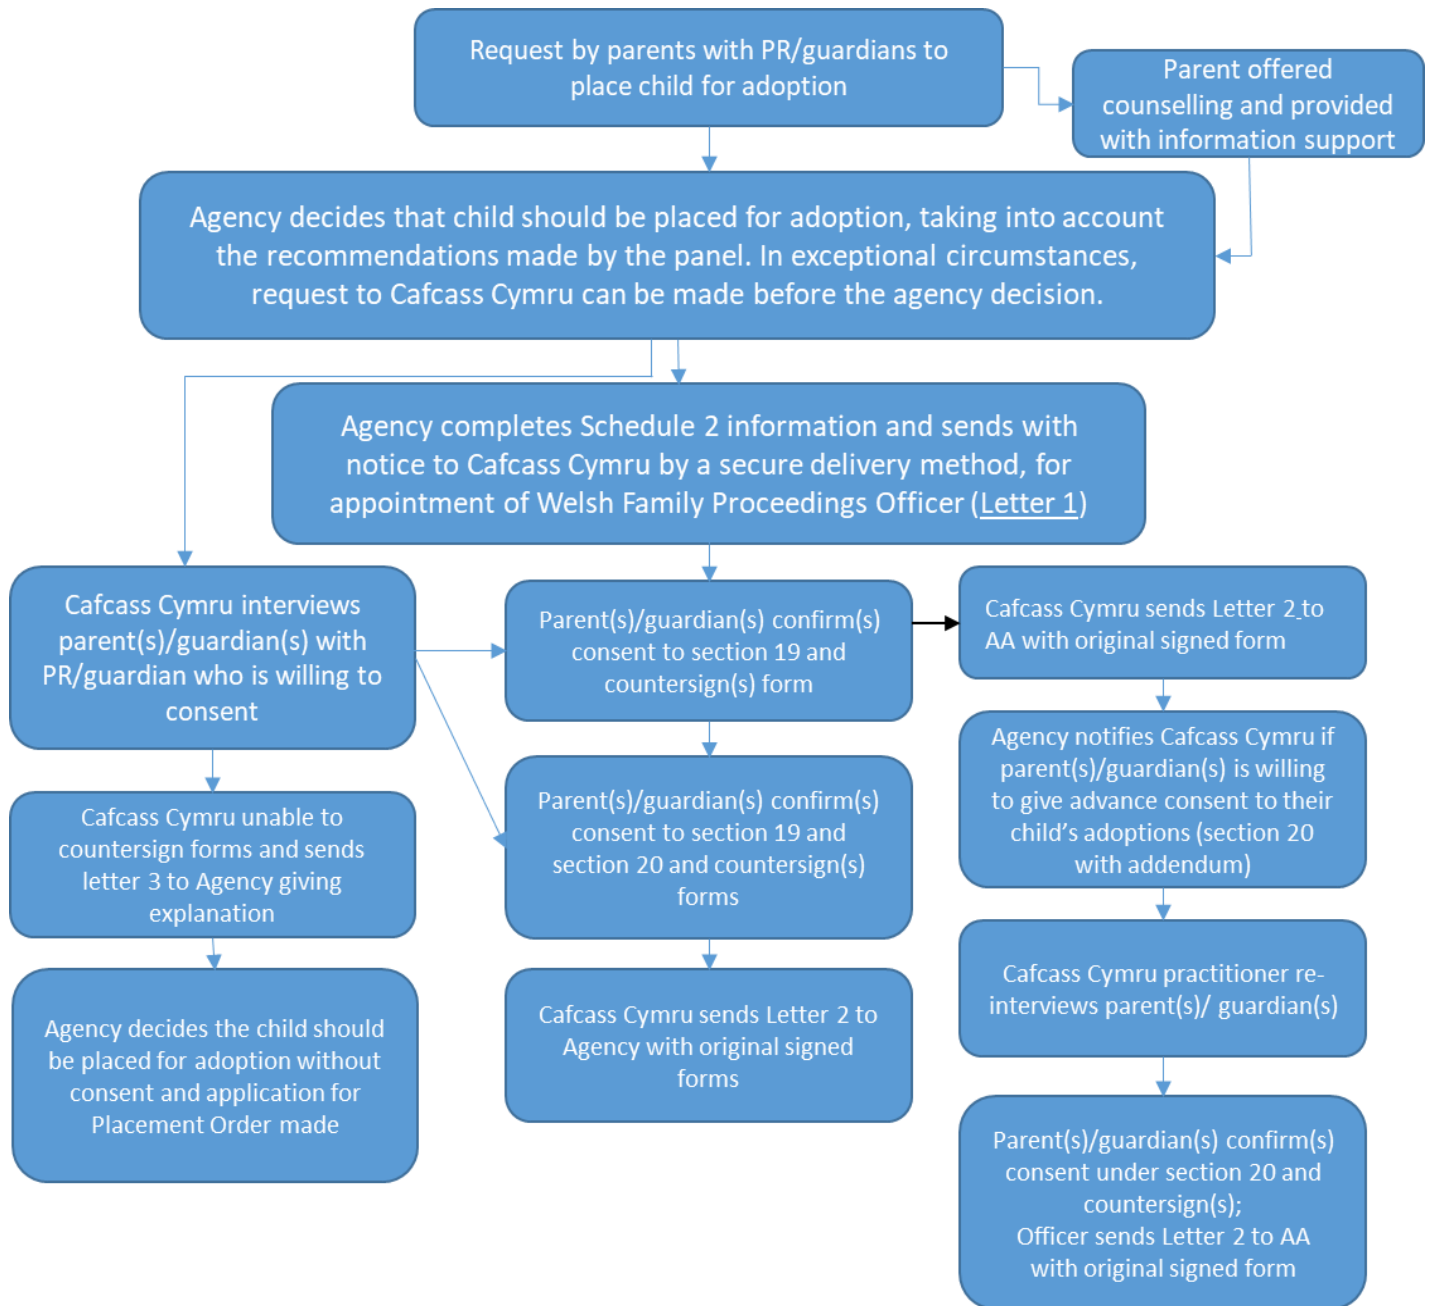 Request by parents with PR/guardians to
place child for adoption
Parent offered
counselling and provided
with information support
Agency decides that child should be placed for adoption, taking into account
the recommendations made by the panel. In exceptional circumstances,
request to Cafcass Cymru can be made before the agency decision.
Agency completes Schedule 2 information and sends with
notice to Cafcass Cymru by a secure delivery method, for
appointment of Welsh Family Proceedings Officer (Letter 1)
Cafcass Cymru interviews
parent(s)/guardian(s) with
PR/guardian who is willing to
consent
Parent(s)/guardian(s) confirm(s)
consent to section 19 and
countersign(s) form
Cafcass Cymru sends Letter 2 to
AA with original signed form
Agency notifies Cafcass Cymru if
parent(s)/guardian(s) is willing
to give advance consent to their
child’s adoptions (section 20
with addendum)
Cafcass Cymru unable to
countersign forms and sends
letter 3 to Agency giving
explanation
Parent(s)/guardian(s) confirm(s)
consent to section 19 and
section 20 and countersign(s)
forms
Cafcass Cymru practitioner re-
interviews parent(s)/ guardian(s)
Agency decides the child should
be placed for adoption without
consent and application for
Placement Order made
Cafcass Cymru sends Letter 2 to
Agency with original signed
forms
Parent(s)/guardian(s) confirm(s)
consent under section 20 and
countersign(s);
Officer sends Letter 2 to AA
with original signed form